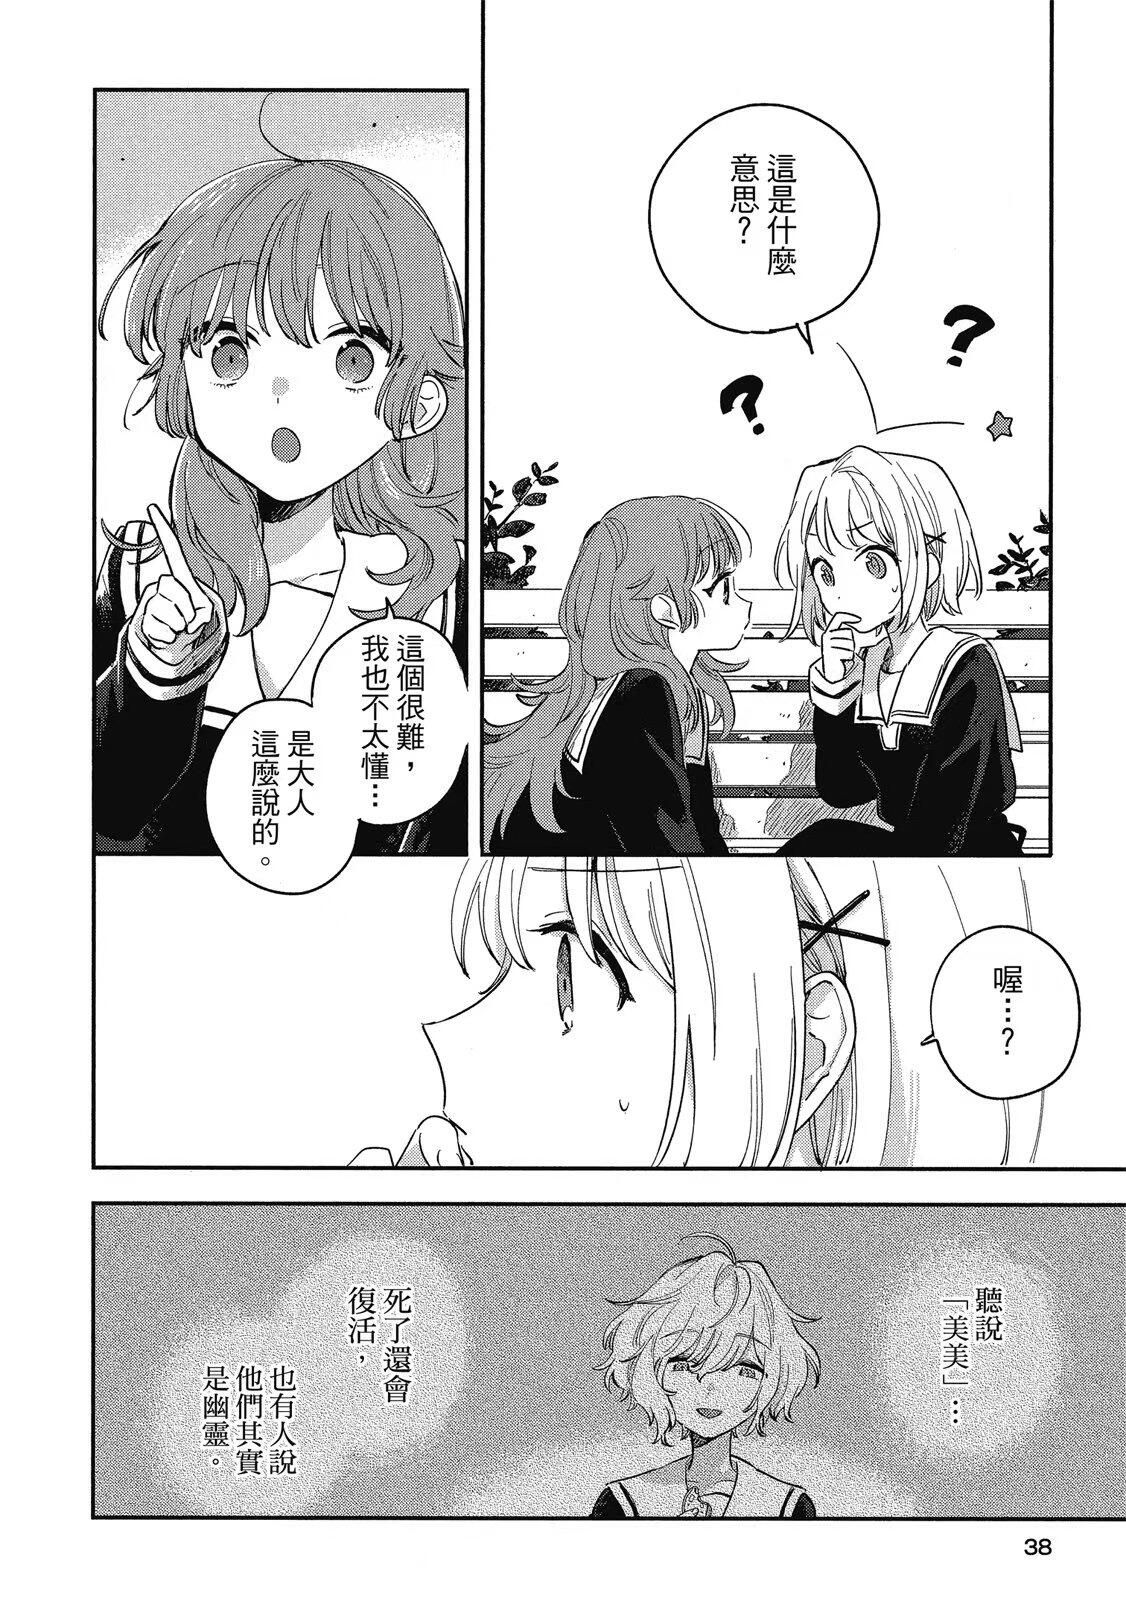 這是什麼
意思？
這個很難，
我也不太懂…
是大人
這麼說的。
喔…？
聽說
「美美」…
死了還會
復活，
也有人說
他們其實
是幽靈。
38